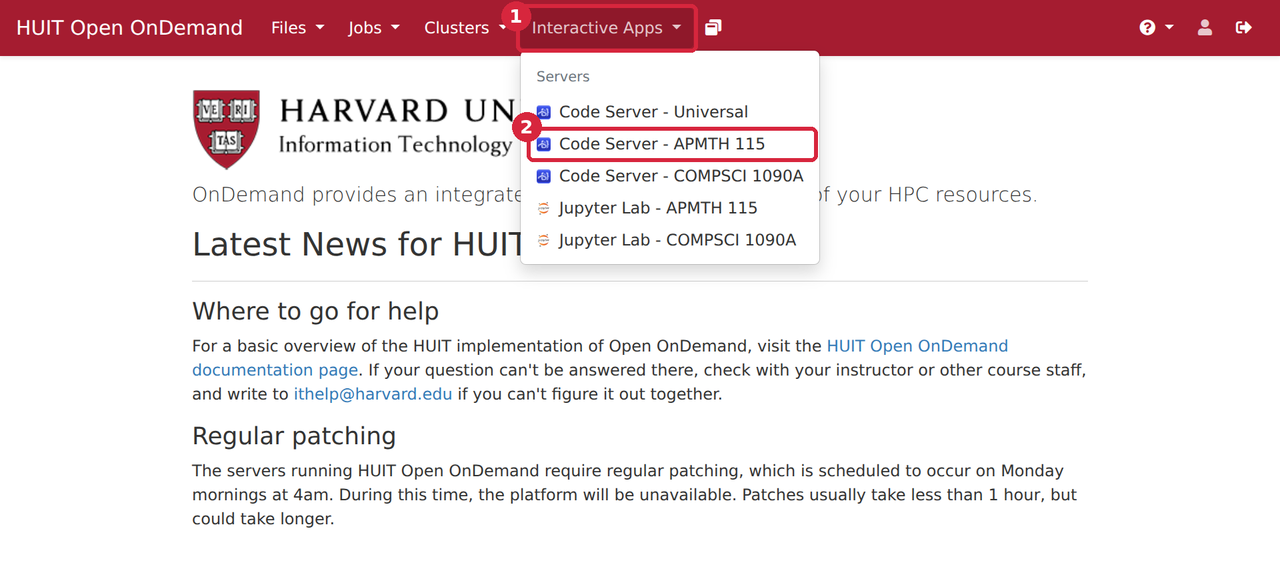 HUIT Open OnDemand Files Jobs Clusters 1 Interactive Apps
Servers
Code Server - Universal
2 Code Server - APMTH 115
Code Server - COMPSCI 1090A
Jupyter Lab - APMTH 115
Jupyter Lab - COMPSCI 1090A
VE RI TAS
HARVARD UN
Information Technology
OnDemand provides an integrate of your HPC resources.
Latest News for HUIT
Where to go for help
For a basic overview of the HUIT implementation of Open OnDemand, visit the HUIT Open OnDemand
documentation page. If your question can't be answered there, check with your instructor or other course staff,
and write to ithelp@harvard.edu if you can't figure it out together.
Regular patching
The servers running HUIT Open OnDemand require regular patching, which is scheduled to occur on Monday
mornings at 4am. During this time, the platform will be unavailable. Patches usually take less than 1 hour, but
could take longer.